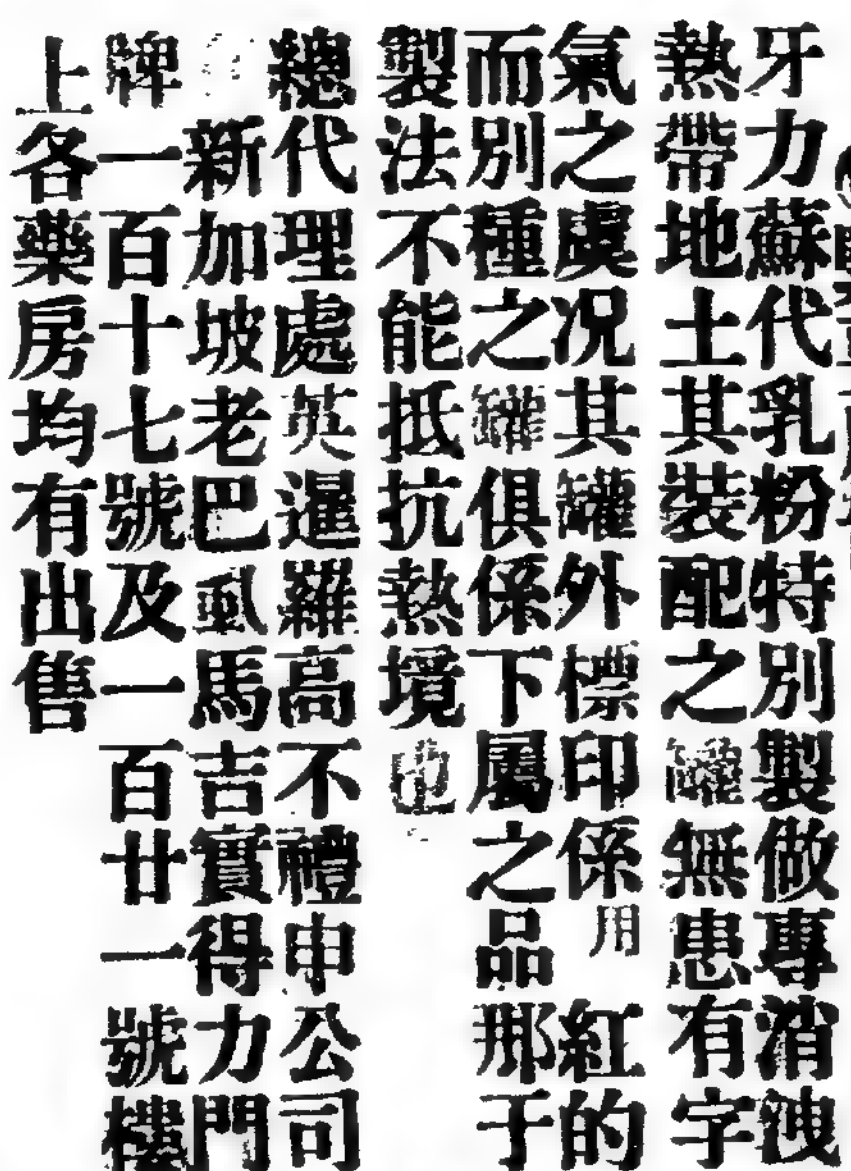 牙力蘇代乳粉特別製做專消洩
熱帶地土其裝配之罐無患有字
氣之虞况其罐外標印係用紅的
而別種之罐俱係下屬之品那于
製法不能抵抗熱境也
總代理處英暹羅高不禮申公司
新加坡老巴虱馬吉實得力門
牌一百十七號及一百廿一號樓
上各藥房均有出售